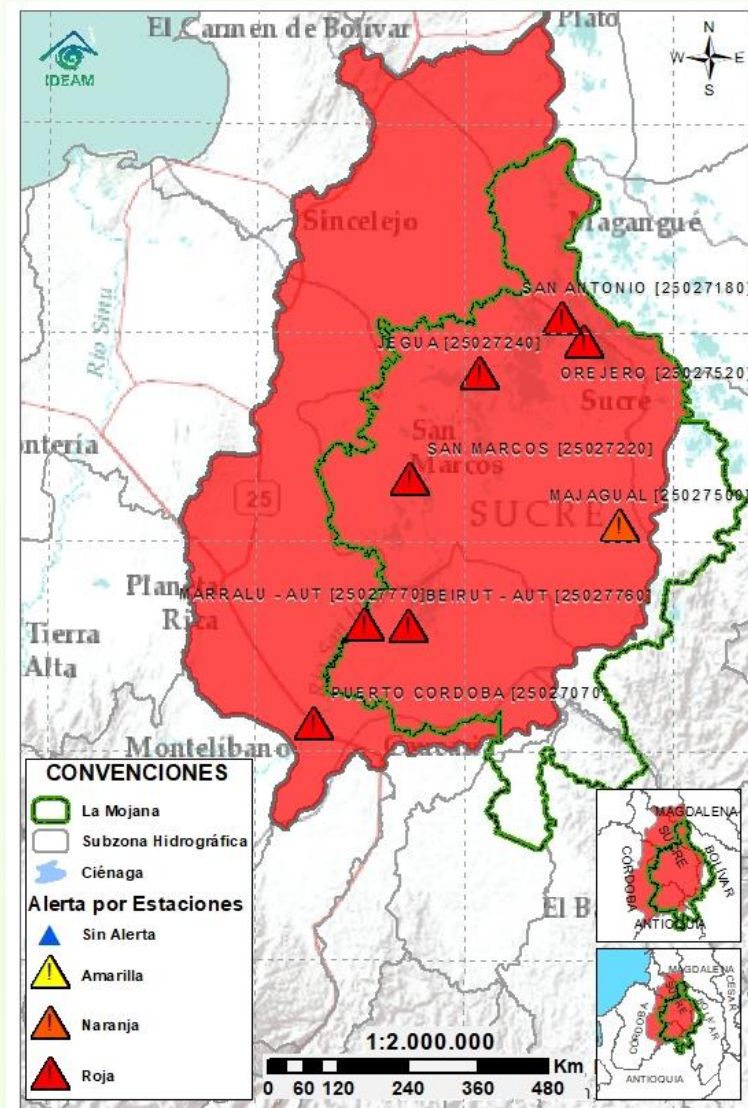 El Carmen de Bolívar
Plato
IDEAM
N
W E
S
Sincelejo
Magangué
SAN ANTONIO [25027180]
Río Sinú
JEGUA [25027240]
OREJERO [25027520]
Sucre
San
Marcos
SAN MARCOS [25027220]
ntería
25
MAJAGUAL [25027500]
SUCRE
Planeta
Rica
MARRALU - AUT [25027770]
BEIRUT - AUT [25027760]
Tierra
Alta
PUERTO CORDOBA [25027070]
Montelíbano
El Ba
CONVENCIONES
La Mojana
Subzona Hidrográfica
Ciénaga
Alerta por Estaciones
Sin Alerta
Amarilla
Naranja
Roja
1:2.000.000
Km
0 60 120 240 360 480
MAGDALENA
SUCRE
BOLÍVAR
CORDOBA
ANTIOQUIA
MAGDALENA
CESAR
SUCRE
BOLIVAR
CORDOBA
ANTIOQUIA